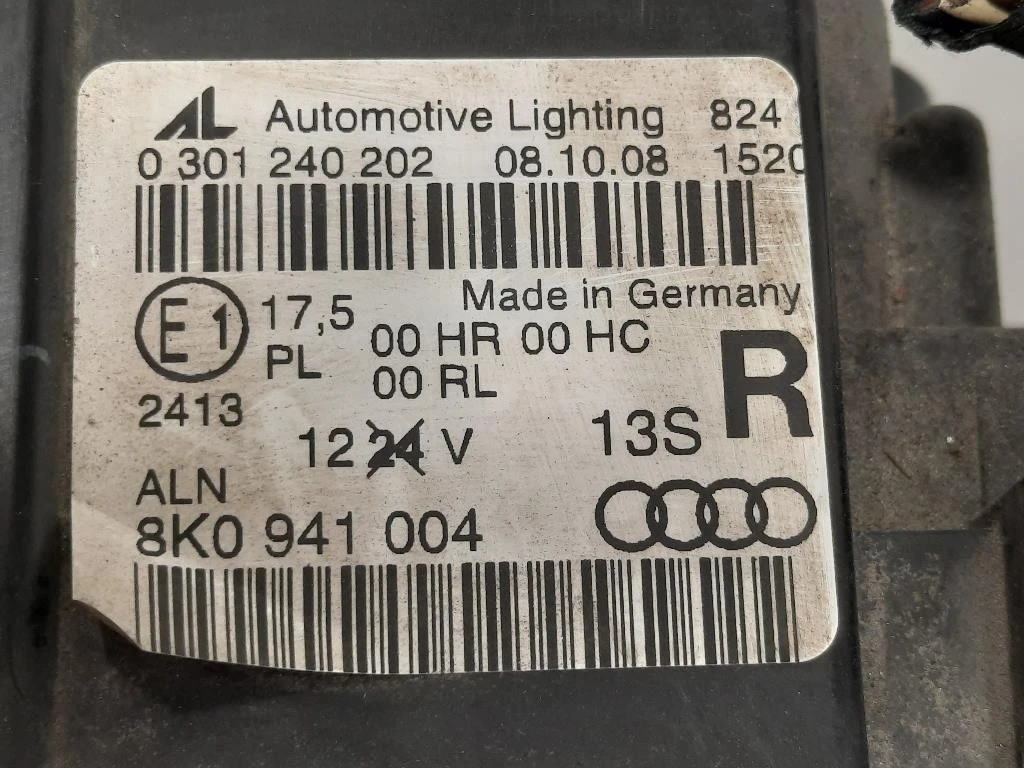 AL Automotive Lighting 824
0 301 240 202 08.10.08 1520
Made in Germany
E1 17,5 00 HR 00 HC R
PL 00 RL
2413
12 24 V 13S
ALN
8K0 941 004